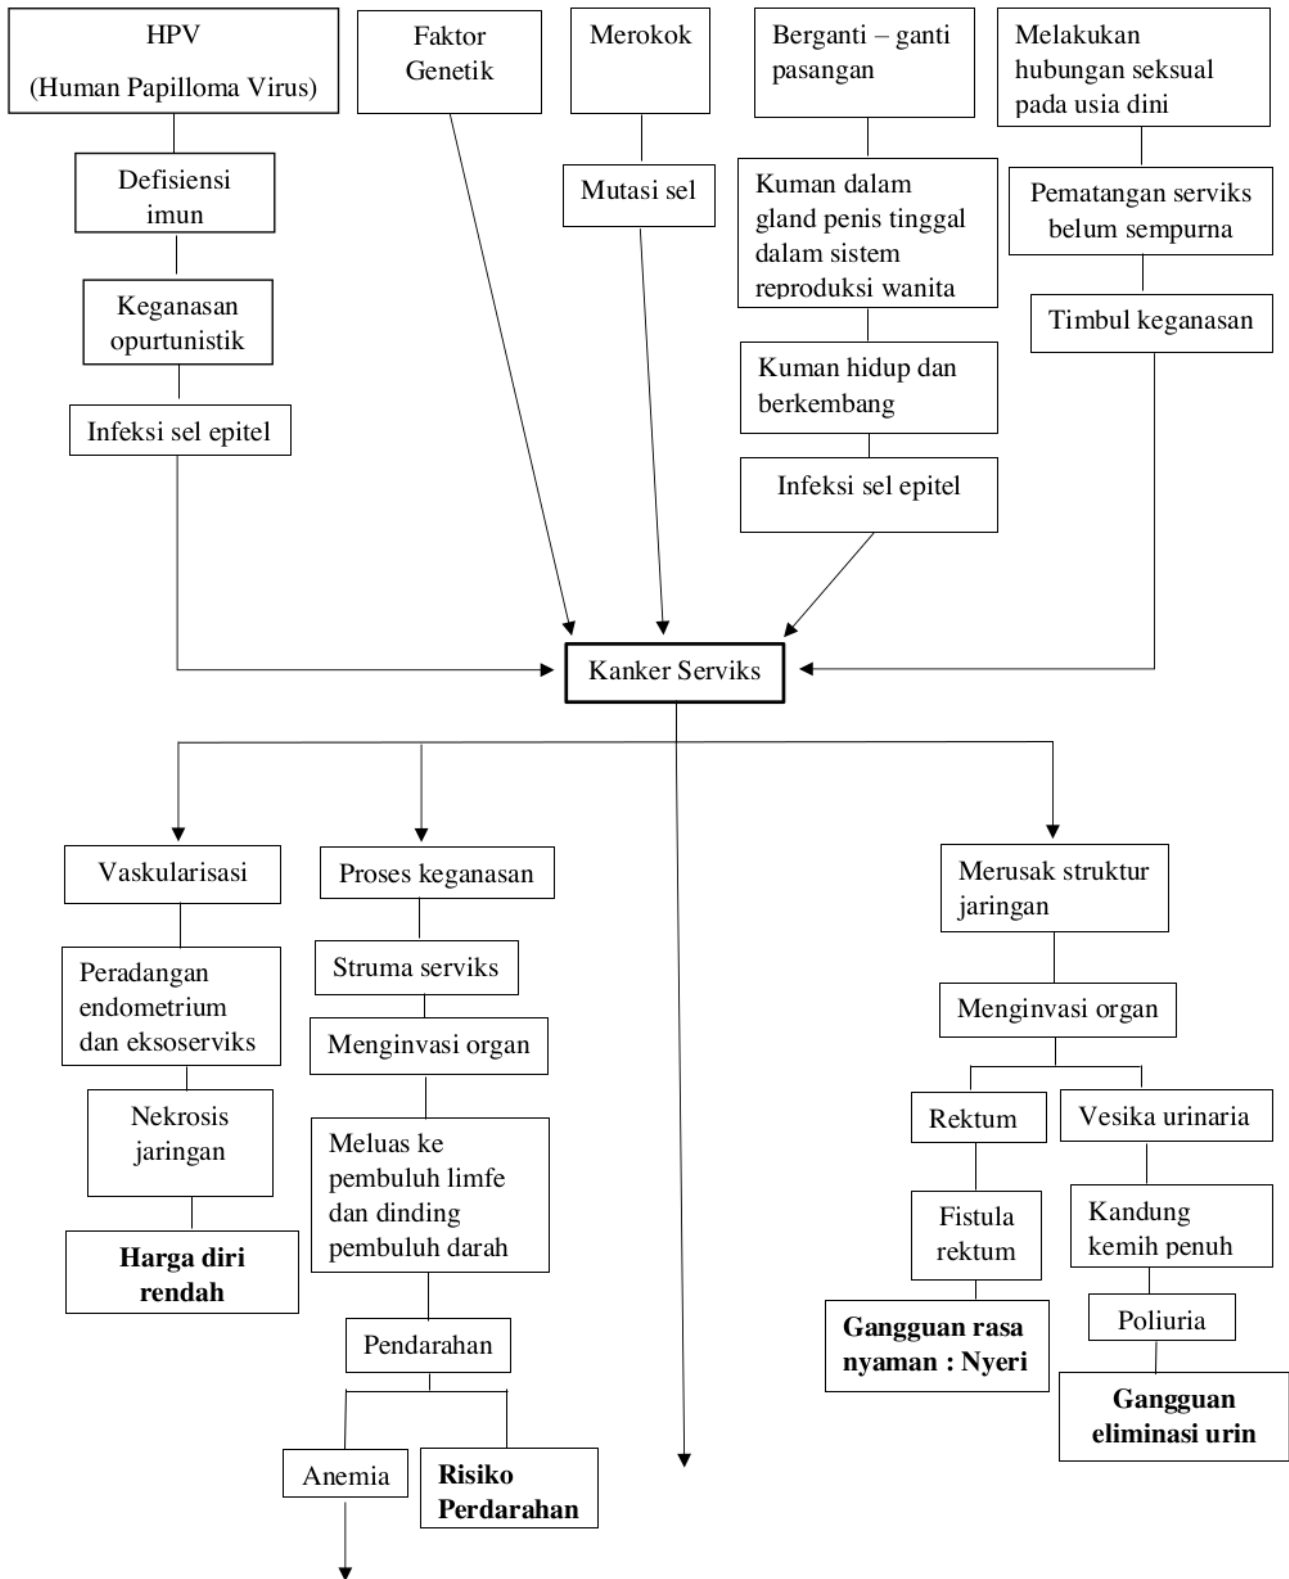 HPV
(Human Papilloma Virus)
Faktor
Genetik
Merokok
Berganti – ganti
pasangan
Melakukan
hubungan seksual
pada usia dini
Defisiensi
imun
Mutasi sel
Kuman dalam
gland penis tinggal
dalam sistem
reproduksi wanita
Pematangan serviks
belum sempurna
Keganasan
opurtunistik
Timbul keganasan
Kuman hidup dan
berkembang
Infeksi sel epitel
Infeksi sel epitel
Kanker Serviks
Vaskularisasi
Proses keganasan
Merusak struktur
jaringan
Peradangan
endometrium
dan eksoserviks
Struma serviks
Menginvasi organ
Menginvasi organ
Nekrosis
jaringan
Meluas ke
pembuluh limfe
dan dinding
pembuluh darah
Rektum
Vesika urinaria
Harga diri
rendah
Fistula
rektum
Kandung
kemih penuh
Pendarahan
Gangguan rasa
nyaman : Nyeri
Poliuria
Gangguan
eliminasi urin
Anemia
Risiko
Perdarahan